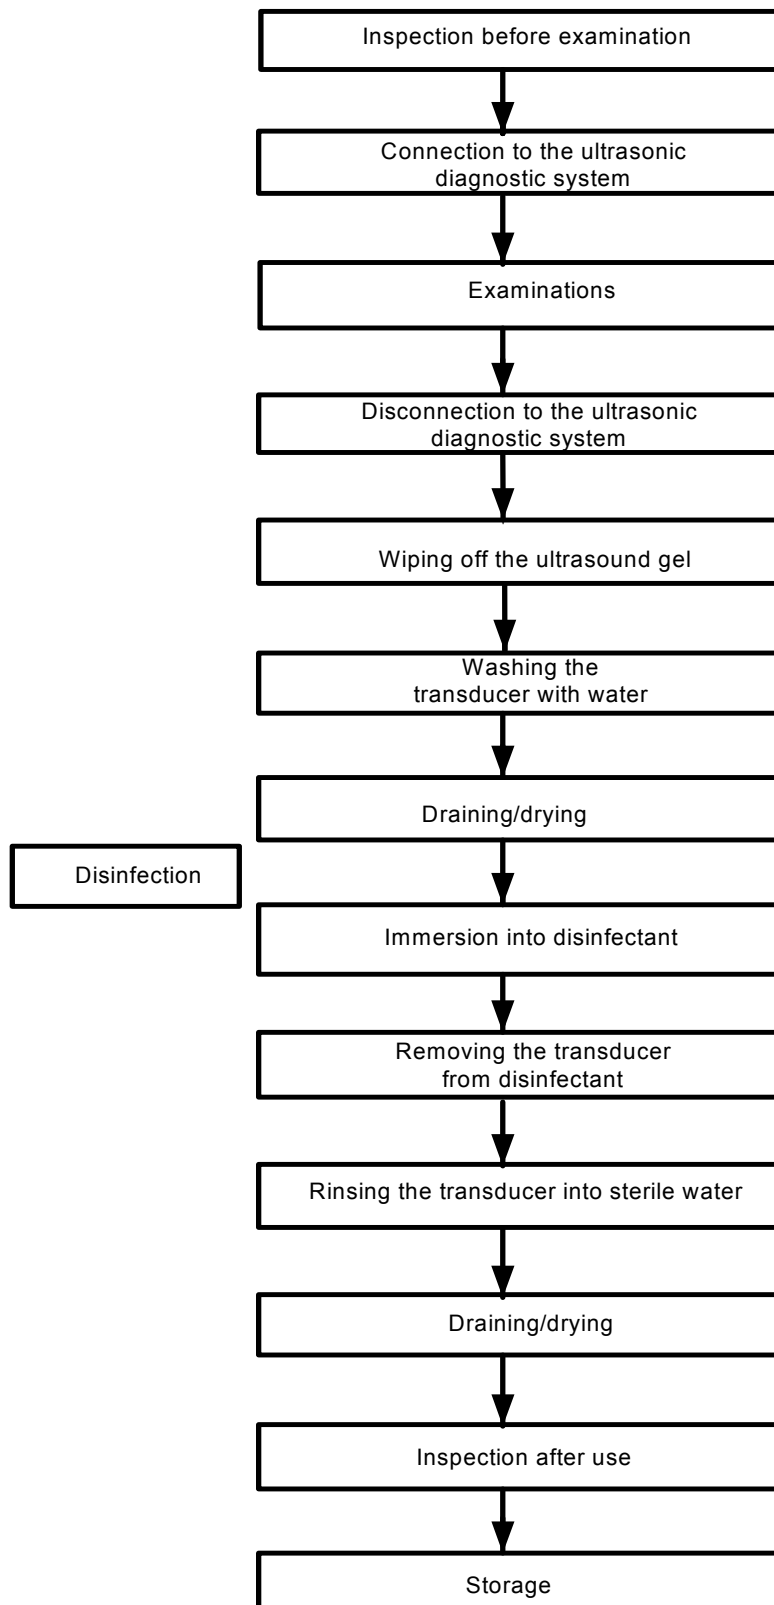 Inspection before examination
Connection to the ultrasonic
diagnostic system
Examinations
Disconnection to the ultrasonic
diagnostic system
Wiping off the ultrasound gel
Washing the
transducer with water
Draining/drying
Disinfection
Immersion into disinfectant
Removing the transducer
from disinfectant
Rinsing the transducer into sterile water
Draining/drying
Inspection after use
Storage